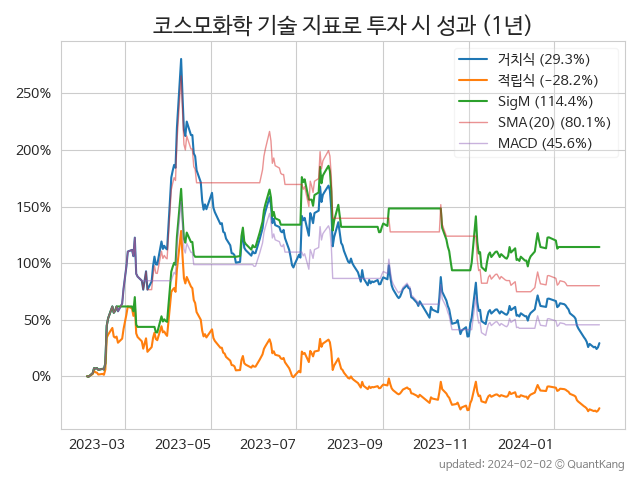 코스모화학 기술 지표로 투자 시 성과 (1년)
거치식 (29.3%)
적립식 (-28.2%)
SigM (114.4%)
SMA(20) (80.1%)
MACD (45.6%)
250%
200%
150%
100%
50%
0%
2023-03 2023-05 2023-07 2023-09 2023-11 2024-01
updated: 2024-02-02 © QuantKang